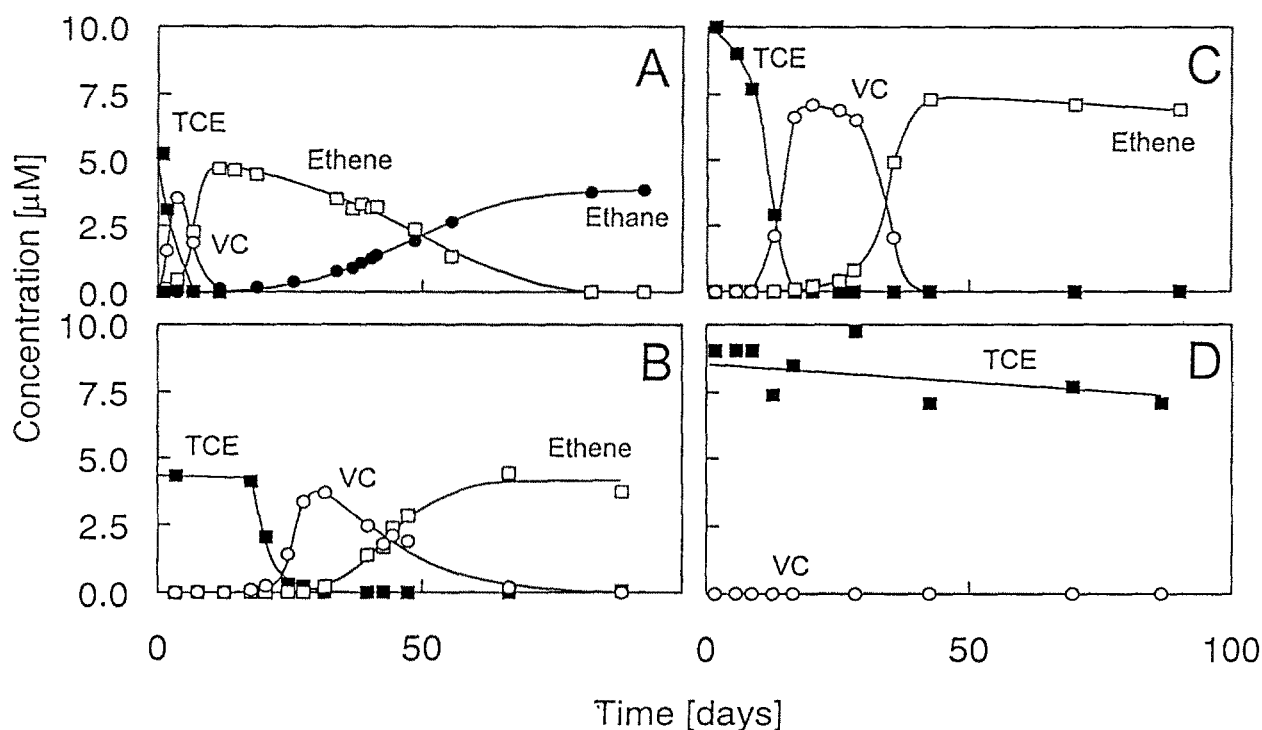 Concentration [µM]
10.0
7.5
5.0
2.5
0.0
A
TCE
VC
Ethene
Ethane
C
TCE
VC
Ethene
10.0
7.5
5.0
2.5
0.0
B
TCE
VC
Ethene
D
TCE
VC
0
50
0
50
100
Time [days]